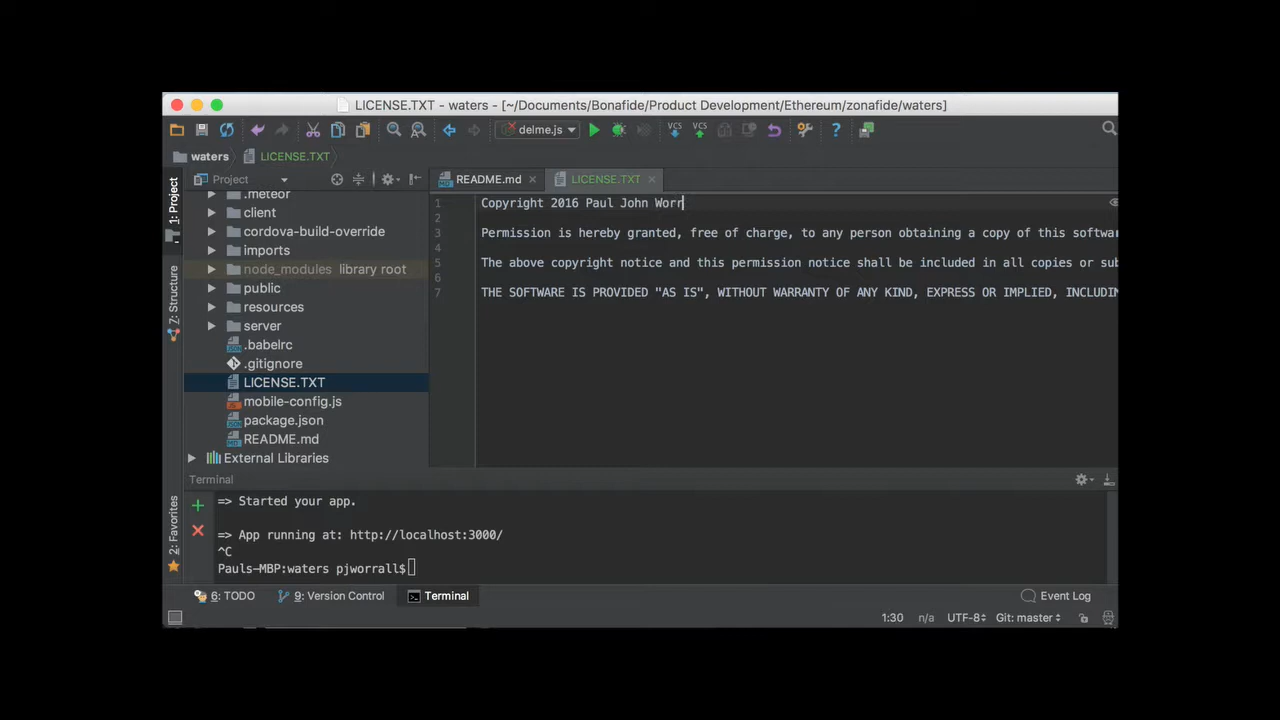 LICENSE.TXT - waters - [~/Documents/Bonafide/Product Development/Ethereum/zonafide/waters]
delme.js
VCS VCS
waters LICENSE.TXT
1: Project
Project
README.md LICENSE.TXT
.meteor
client
cordova-build-override
imports
node_modules library root
public
resources
server
.babelrc
.gitignore
LICENSE.TXT
mobile-config.js
package.json
README.md
External Libraries
7: Structure
1 Copyright 2016 Paul John Worr
2
3 Permission is hereby granted, free of charge, to any person obtaining a copy of this softwar
4
5 The above copyright notice and this permission notice shall be included in all copies or sub
6
7 THE SOFTWARE IS PROVIDED "AS IS", WITHOUT WARRANTY OF ANY KIND, EXPRESS OR IMPLIED, INCLUDIN
Terminal
2: Favorites
=> Started your app.
=> App running at: http://localhost:3000/
^C
Pauls-MBP:waters pjworrall$
6: TODO 9: Version Control Terminal Event Log
1:30 n/a UTF-8 Git: master